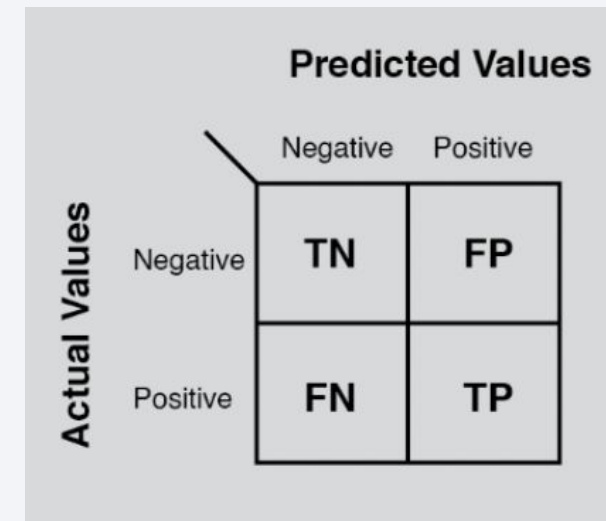 Predicted Values
Negative Positive
Actual Values
Negative TN FP
Positive FN TP